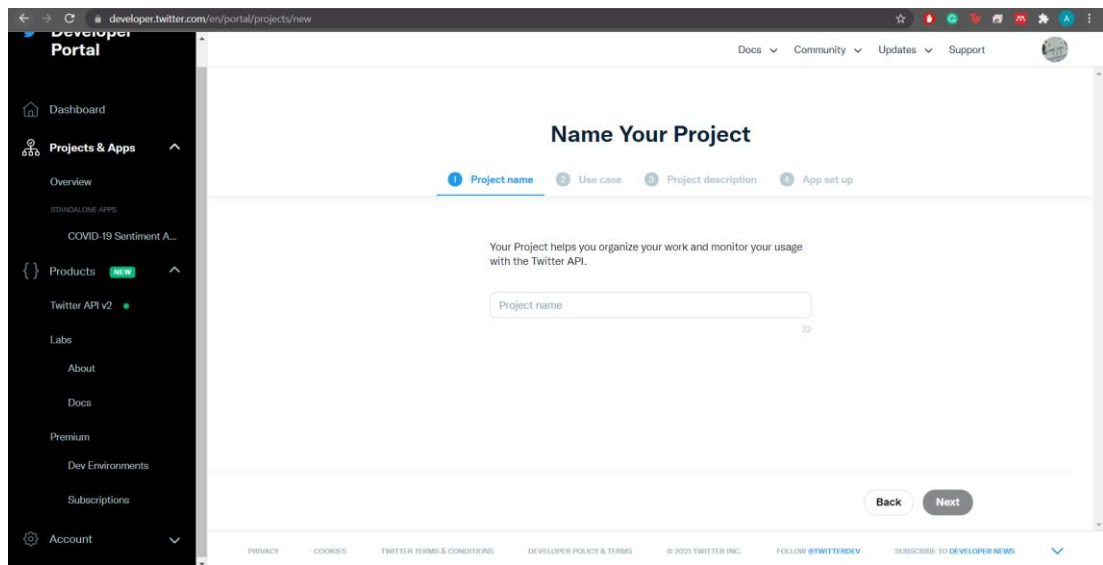 developer.twitter.com/en/portal/projects/new
Developer
Portal
Docs
Community
Updates
Support
Dashboard
Projects & Apps
Overview
STANDALONE APPS
COVID-19 Sentiment A...
Products NEW
Twitter API v2
Labs
About
Docs
Premium
Dev Environments
Subscriptions
Account
Name Your Project
1 Project name
2 Use case
3 Project description
4 App set up
Your Project helps you organize your work and monitor your usage
with the Twitter API.
Project name
32
Back
Next
PRIVACY
COOKIES
TWITTER TERMS & CONDITIONS
DEVELOPER POLICY & TERMS
© 2021 TWITTER INC.
FOLLOW @TWITTERDEV
SUBSCRIBE TO DEVELOPER NEWS